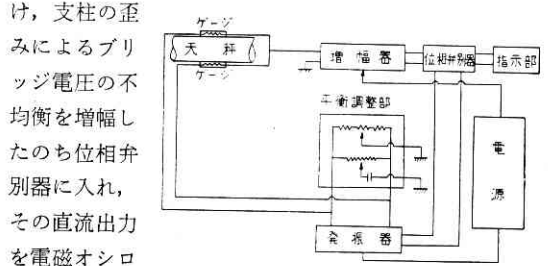 け，支柱の歪
みによるブリ
ッジ電圧の不
均衡を増幅し
たのち位相弁
別器に入れ，
その直流出力
を電磁オシロ
ゲージ
天秤
ゲージ
増幅器
位相弁別器
指示部
平衡調整部
電源
発振器